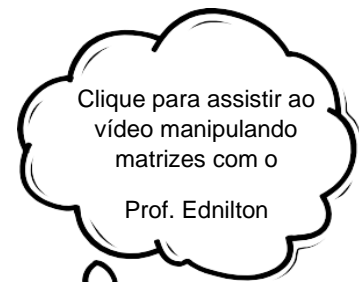 Clique para assistir ao
vídeo manipulando
matrizes com o
Prof. Ednilton